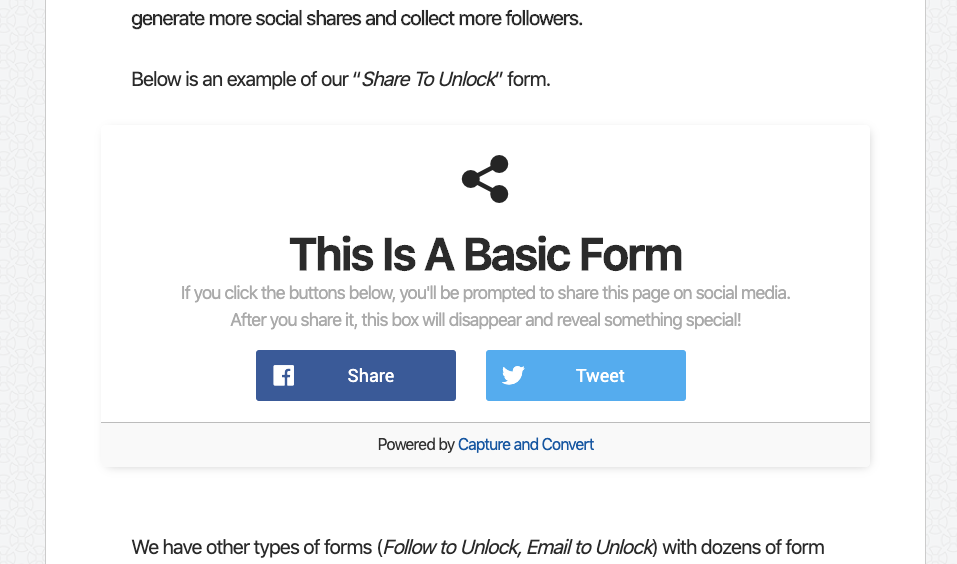 generate more social shares and collect more followers.
Below is an example of our “Share To Unlock” form.
This Is A Basic Form
If you click the buttons below, you'll be prompted to share this page on social media.
After you share it, this box will disappear and reveal something special!
Share
Tweet
Powered by Capture and Convert
We have other types of forms (Follow to Unlock, Email to Unlock) with dozens of form